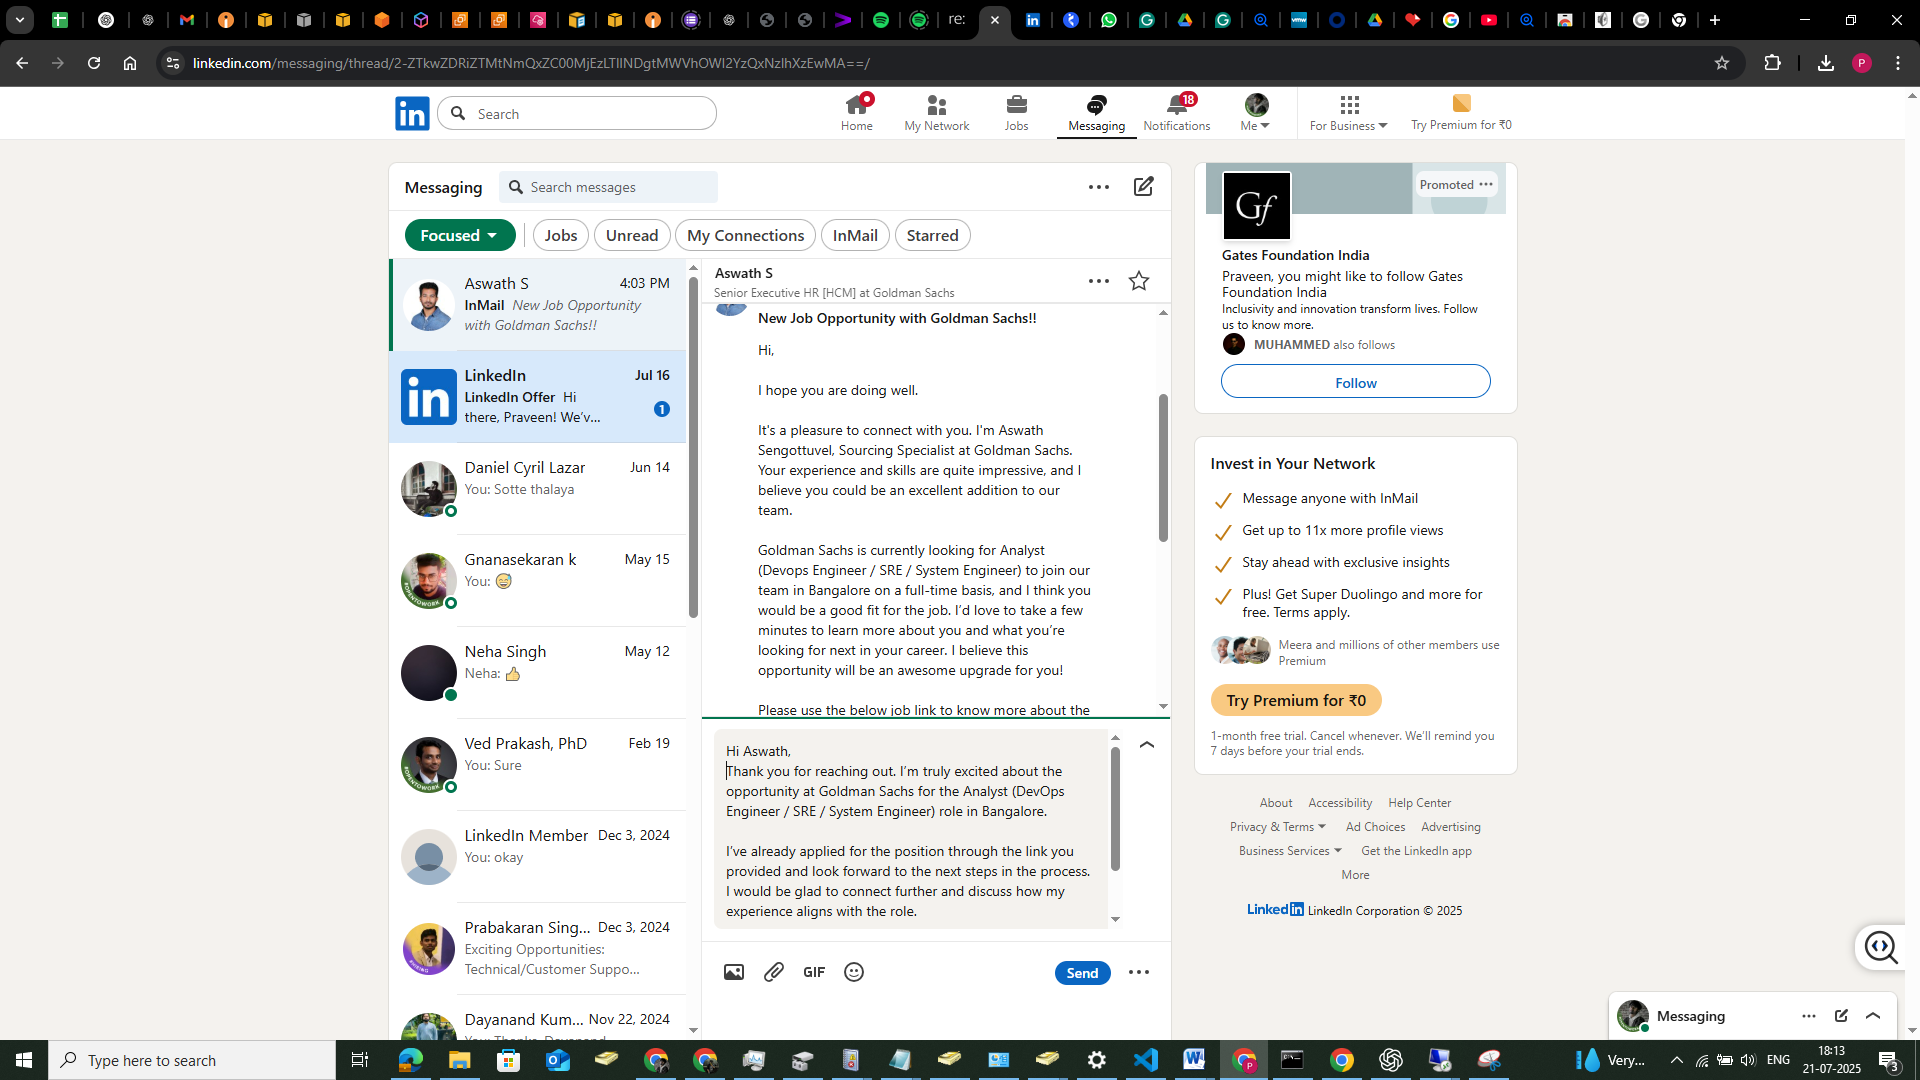 re:
linkedin.com/messaging/thread/2-ZTkwZDRiZTMtNmQxZC00MjEzLTlINDgtMWVhOWI2YzQxNzlhXzEwMA==/
P
in
Search
Home
My Network
Jobs
Messaging
18
Notifications
Me
For Business
Try Premium for ₹0
Messaging
Search messages
Focused
Jobs
Unread
My Connections
InMail
Starred
Aswath S
4:03 PM
InMail New Job Opportunity
with Goldman Sachs!!
LinkedIn
Jul 16
LinkedIn Offer Hi
there, Praveen! We've...
1
Daniel Cyril Lazar
Jun 14
You: Sotte thalaya
Gnanasekaran k
May 15
You: 😅
Neha Singh
May 12
Neha: 👍
Ved Prakash, PhD
Feb 19
You: Sure
LinkedIn Member
Dec 3, 2024
You: okay
Prabakaran Sing...
Dec 3, 2024
Exciting Opportunities:
Technical/Customer Suppo...
Dayanand Kum...
Nov 22, 2024
Aswath S
Senior Executive HR [HCM] at Goldman Sachs
New Job Opportunity with Goldman Sachs!!
Hi,
I hope you are doing well.
It's a pleasure to connect with you. I'm Aswath
Sengottuvel, Sourcing Specialist at Goldman Sachs.
Your experience and skills are quite impressive, and I
believe you could be an excellent addition to our
team.
Goldman Sachs is currently looking for Analyst
(Devops Engineer / SRE / System Engineer) to join our
team in Bangalore on a full-time basis, and I think you
would be a good fit for the job. I'd love to take a few
minutes to learn more about you and what you're
looking for next in your career. I believe this
opportunity will be an awesome upgrade for you!
Please use the below job link to know more about the
Hi Aswath,
Thank you for reaching out. I'm truly excited about the
opportunity at Goldman Sachs for the Analyst (DevOps
Engineer / SRE / System Engineer) role in Bangalore.
I've already applied for the position through the link you
provided and look forward to the next steps in the process.
I would be glad to connect further and discuss how my
experience aligns with the role.
GIF
Send
Promoted
Gf
Gates Foundation India
Praveen, you might like to follow Gates
Foundation India
Inclusivity and innovation transform lives. Follow
us to know more.
MUHAMMED also follows
Follow
Invest in Your Network
Message anyone with InMail
Get up to 11x more profile views
Stay ahead with exclusive insights
Plus! Get Super Duolingo and more for
free. Terms apply.
Meera and millions of other members use
Premium
Try Premium for ₹0
1-month free trial. Cancel whenever. We'll remind you
7 days before your trial ends.
About
Accessibility
Help Center
Privacy & Terms
Ad Choices
Advertising
Business Services
Get the LinkedIn app
More
LinkedIn LinkedIn Corporation © 2025
Messaging
Type here to search
Very...
ENG
18:13
21-07-2025
3